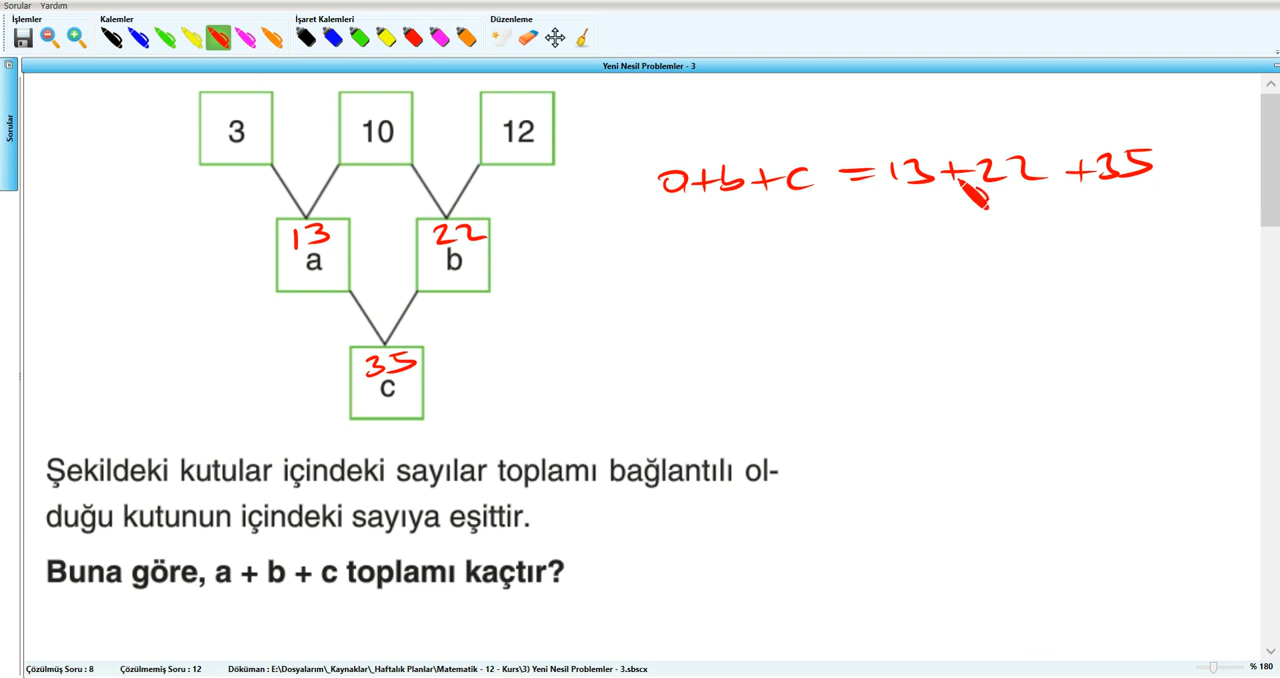 Sorular Yardım
İşlemler Kalemler İşaret Kalemleri Düzenleme
Yeni Nesil Problemler - 3
Sorular
3 10 12
a+b+c = 13+22 +35
13 22
a b
35
c
Şekildeki kutular içindeki sayılar toplamı bağlantılı ol-
duğu kutunun içindeki sayıya eşittir.
Buna göre, a + b + c toplamı kaçtır?
Çözülmüş Soru : 8 Çözülmemiş Soru : 12 Döküman : E:\Dosyalarım\_Kaynaklar\_Haftalık Planlar\Matematik - 12 - Kurs\3) Yeni Nesil Problemler - 3.sbscx % 180